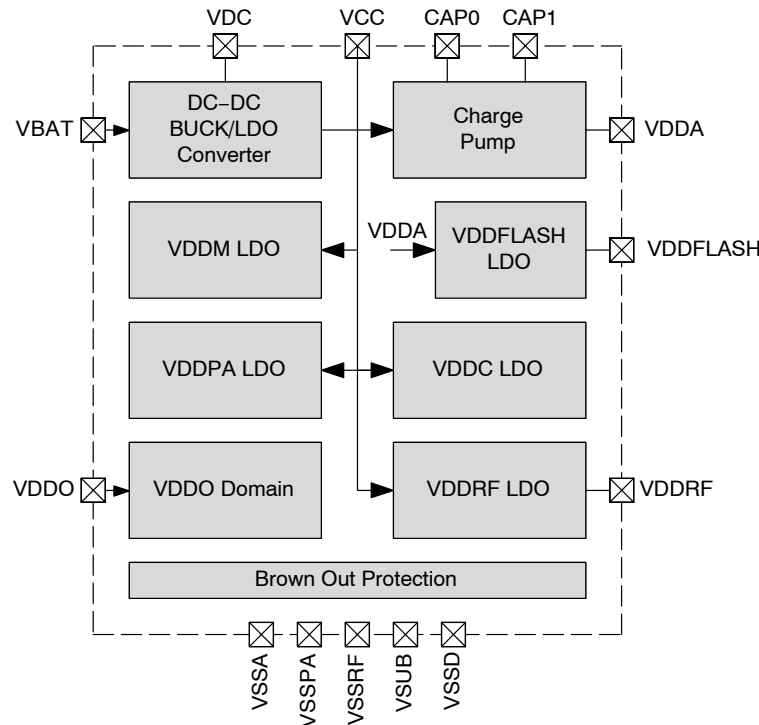 VDC
VCC
CAP0
CAP1
VBAT
DC−DC
BUCK/LDO
Converter
Charge
Pump
VDDA
VDDM LDO
VDDA
VDDFLASH
LDO
VDDFLASH
VDDPA LDO
VDDC LDO
VDDO
VDDO Domain
VDDRF LDO
VDDRF
Brown Out Protection
VSSA
VSSPA
VSSRF
VSUB
VSSD